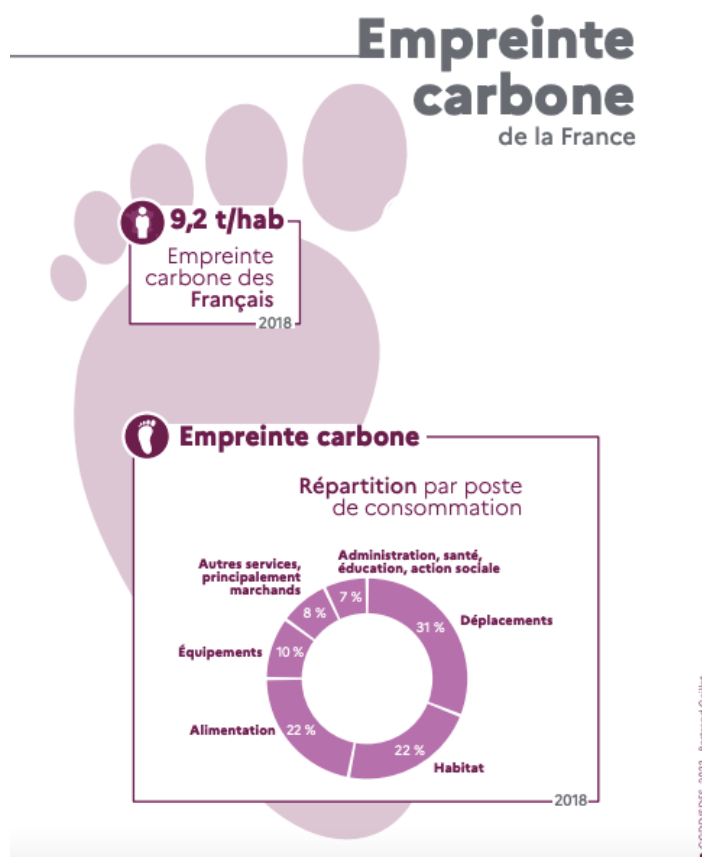 Empreinte
carbone
de la France
9,2 t/hab
Empreinte
carbone des
Français
2018
Empreinte carbone
Répartition par poste
de consommation
Administration, santé,
éducation, action sociale
7 %
Autres services,
principalement
marchands
8 %
Déplacements
31 %
Équipements
10 %
Alimentation
22 %
22 %
Habitat
2018